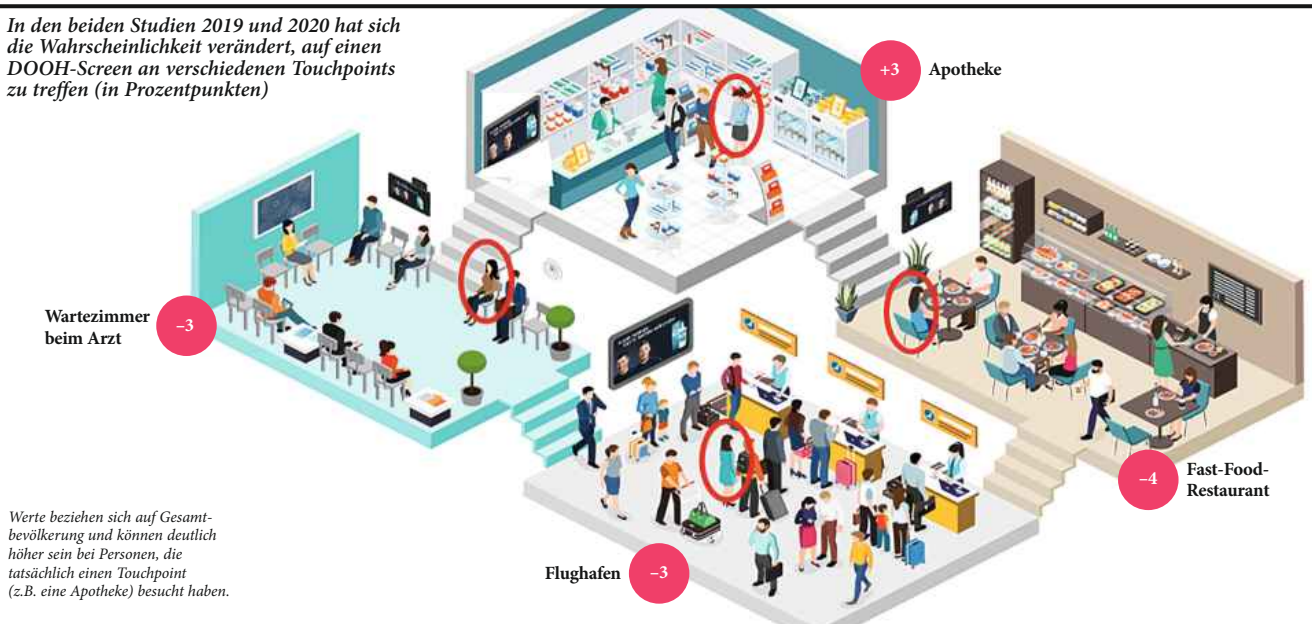 In den beiden Studien 2019 und 2020 hat sich
die Wahrscheinlichkeit verändert, auf einen
DOOH-Screen an verschiedenen Touchpoints
zu treffen (in Prozentpunkten)
+3 Apotheke
Wartezimmer
beim Arzt
–3
–4
Fast-Food-
Restaurant
Flughafen –3
Werte beziehen sich auf Gesamt-
bevölkerung und können deutlich
höher sein bei Personen, die
tatsächlich einen Touchpoint
(z.B. eine Apotheke) besucht haben.